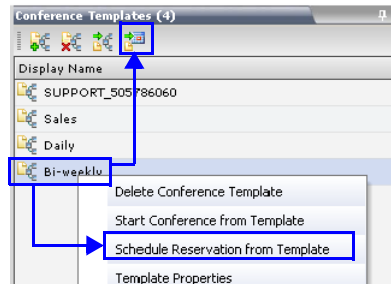 Conference Templates (4)
Display Name
SUPPORT_505786060
Sales
Daily
Bi-weekly
Delete Conference Template
Start Conference from Template
Schedule Reservation from Template
Template Properties